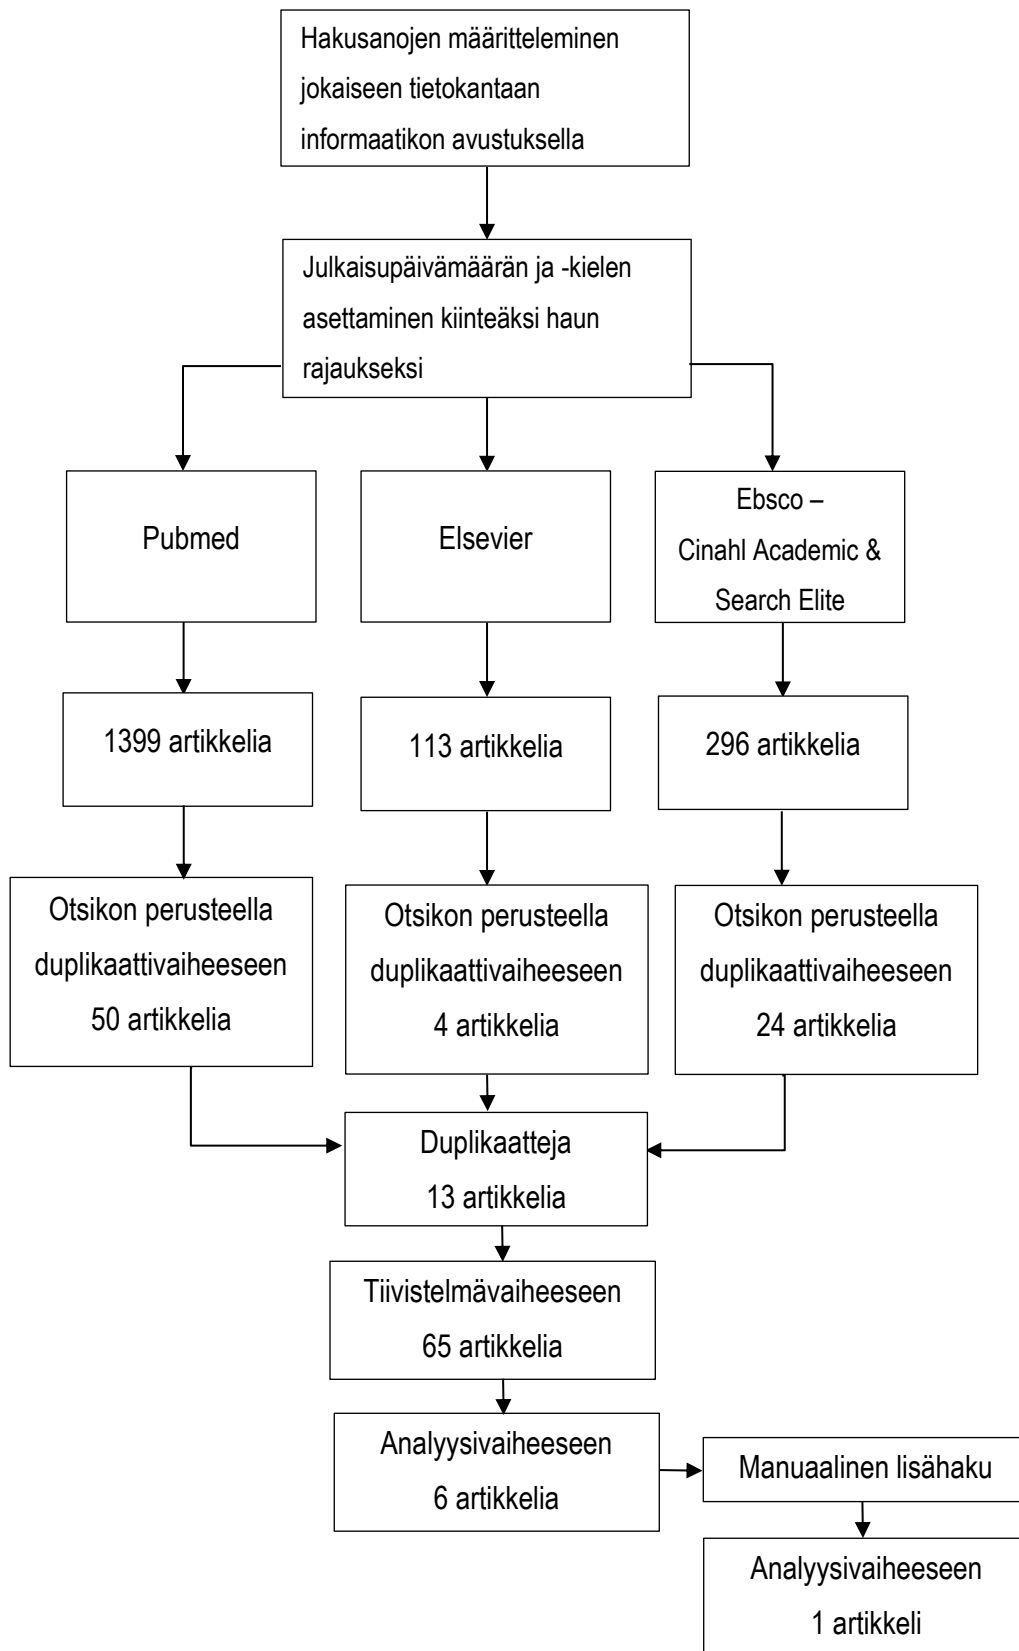 Hakusanojen määritteleminen
jokaiseen tietokantaan
informaatikon avustuksella
Julkaisupäivämäärän ja -kielen
asettaminen kiinteäksi haun
rajaukseksi
Pubmed
Elsevier
Ebsco –
Cinahl Academic &
Search Elite
1399 artikkelia
113 artikkelia
296 artikkelia
Otsikon perusteella
duplikaattivaiheeseen
50 artikkelia
Otsikon perusteella
duplikaattivaiheeseen
4 artikkelia
Otsikon perusteella
duplikaattivaiheeseen
24 artikkelia
Duplikaatteja
13 artikkelia
Tiivistelmävaiheeseen
65 artikkelia
Analyysivaiheeseen
6 artikkelia
Manuaalinen lisähaku
Analyysivaiheeseen
1 artikkeli